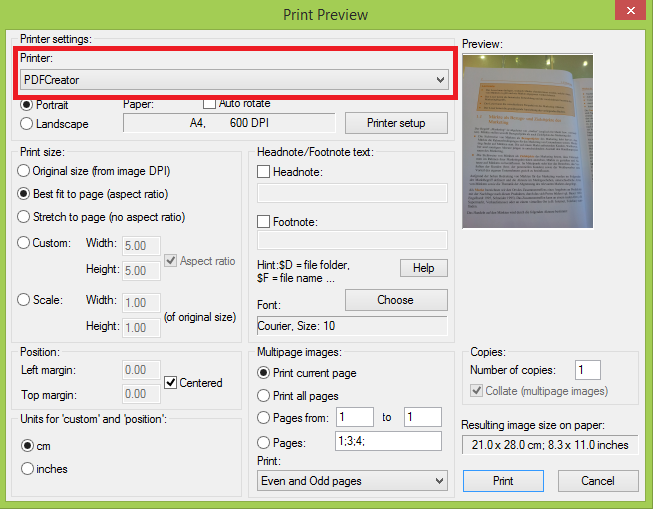 Print Preview
Printer settings:
Printer:
PDFCreator
Portrait
Landscape
Paper:
Auto rotate
A4, 600 DPI
Printer setup
Print size:
Original size (from image DPI)
Best fit to page (aspect ratio)
Stretch to page (no aspect ratio)
Custom: Width: 5.00
Height: 5.00
Aspect ratio
Scale: Width: 1.00
Height: 1.00
(of original size)
Headnote/Footnote text:
Headnote:
Footnote:
Hint:$D = file folder,
$F = file name ...
Help
Font:
Choose
Courier, Size: 10
Position:
Left margin: 0.00
Top margin: 0.00
Centered
Units for 'custom' and 'position':
cm
inches
Multipage images:
Print current page
Print all pages
Pages from: 1 to 1
Pages: 1;3;4;
Print:
Even and Odd pages
Preview:
Copies:
Number of copies: 1
Collate (multipage images)
Resulting image size on paper:
21.0 x 28.0 cm; 8.3 x 11.0 inches
Print
Cancel